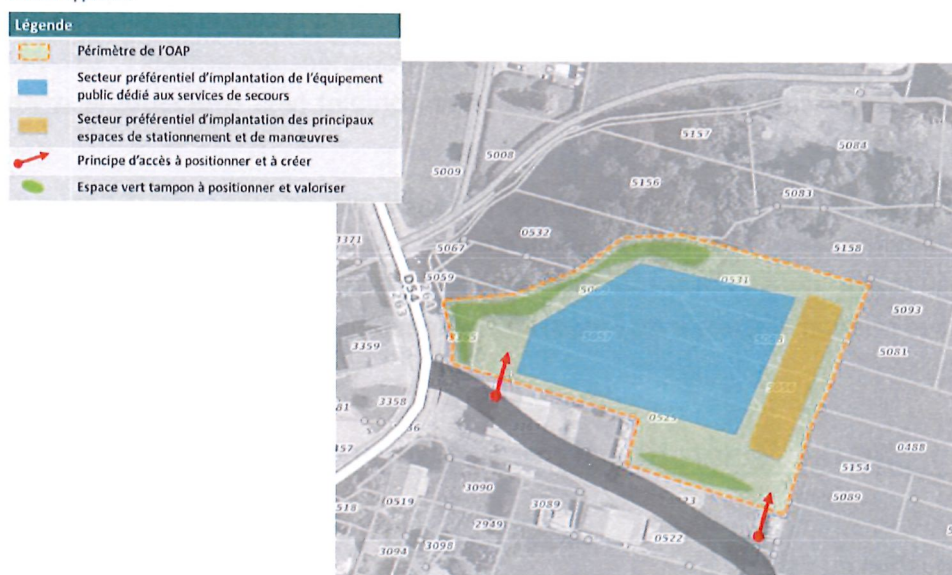 Légende
Périmètre de l'OAP
Secteur préférentiel d'implantation de l'équipement
public dédié aux services de secours
Secteur préférentiel d'implantation des principaux
espaces de stationnement et de manœuvres
Principe d'accès à positionner et à créer
Espace vert tampon à positionner et valoriser
5157
5084
5008
5009
5156
5083
3371
0532
5067
5158
5059
D54
0531
5093
3359
5081
3358
0488
5154
3090
5089
0519
3089
2949
0522
3094
3098